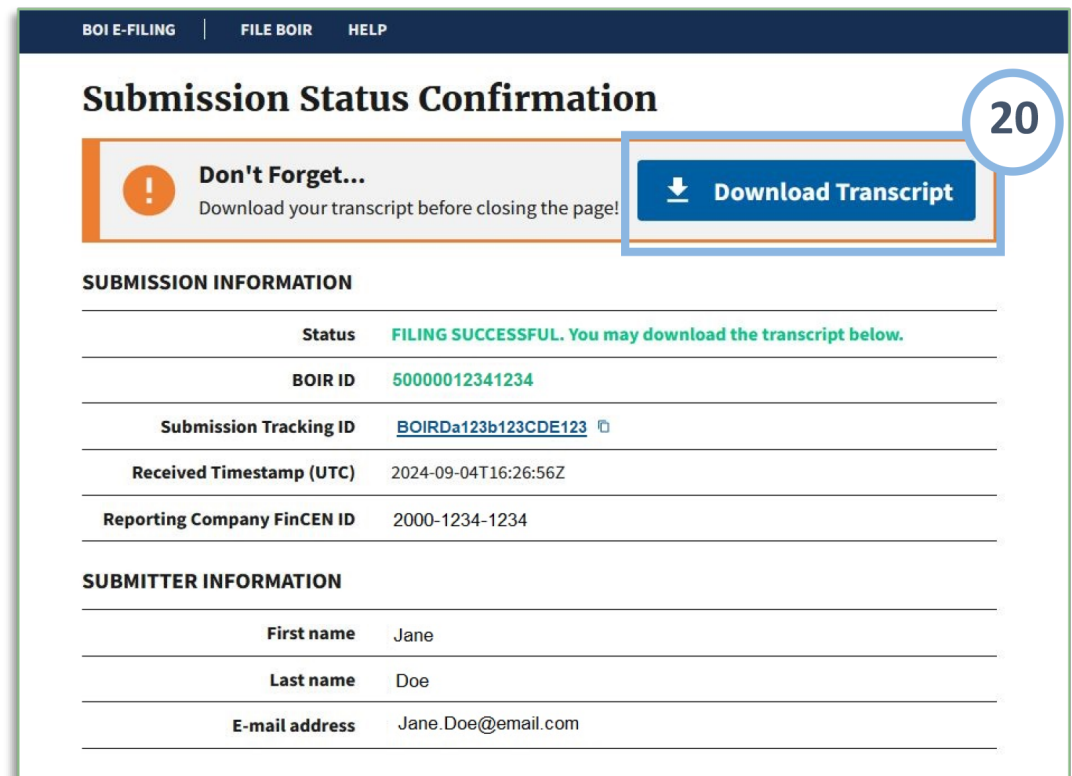 BOI E-FILING | FILE BOIR HELP
Submission Status Confirmation
20
Don't Forget...
Download your transcript before closing the page!
Download Transcript
SUBMISSION INFORMATION
Status FILING SUCCESSFUL. You may download the transcript below.
BOIR ID 50000012341234
Submission Tracking ID BOIRDa123b123CDE123
Received Timestamp (UTC) 2024-09-04T16:26:56Z
Reporting Company FinCEN ID 2000-1234-1234
SUBMITTER INFORMATION
First name Jane
Last name Doe
E-mail address Jane.Doe@email.com